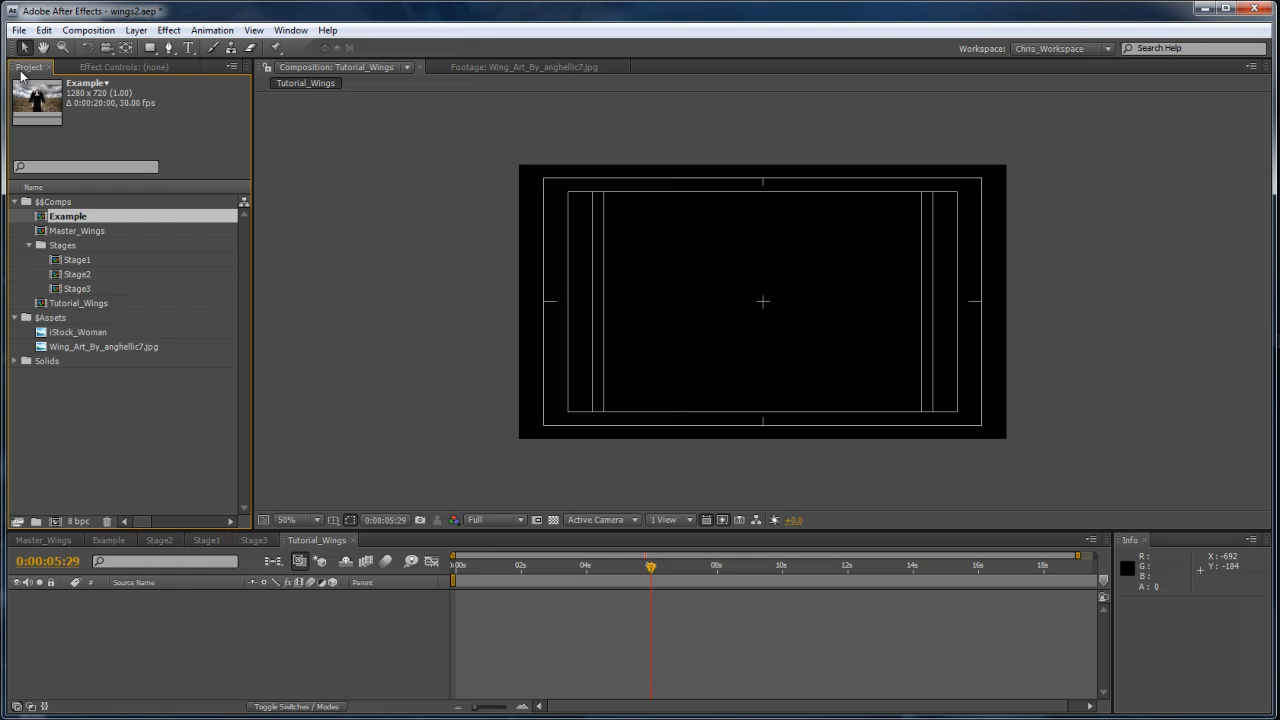 Adobe After Effects - wings2.aep *
File Edit Composition Layer Effect Animation View Window Help
Workspace: Chris_Workspace Search Help
Project Effect Controls: (none) Composition: Tutorial_Wings Footage: Wing_Art_By_anghellic7.jpg
Example
Tutorial_Wings
1280 x 720 (1.00)
Δ 0:00:20:00, 30.00 fps
Name
$$Comps
Example
Master_Wings
Stages
Stage1
Stage2
Stage3
Tutorial_Wings
$Assets
iStock_Woman
Wing_Art_By_anghellic7.jpg
Solids
8 bpc
50% 0:00:05:29 Full Active Camera 1 View +0.0
Master_Wings Example Stage2 Stage1 Stage3 Tutorial_Wings Info
0:00:05:29
:00s 02s 04s 08s 10s 12s 14s 16s 18s
# Source Name Parent
R :
G :
B :
A : 0
X : -692
Y : -184
Toggle Switches / Modes